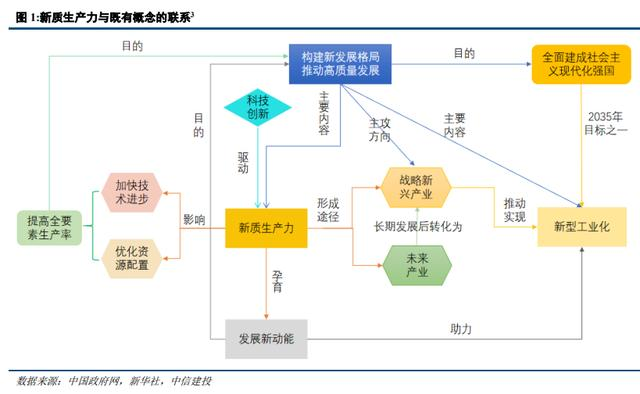 图 1:新质生产力与既有概念的联系3
目的
构建新发展格局
推动高质量发展
目的
全面建成社会主
义现代化强国
科技
创新
目的
主要
内容
主攻
方向
主要
内容
2035年
目标之一
驱动
加快技
术进步
战略新
兴产业
提高全要
素生产率
影响
新质生产力
形成
途径
长期发展后转化为
推动
实现
新型工业化
优化资
源配置
未来
产业
孕育
发展新动能
助力
数据来源：中国政府网，新华社，中信建投